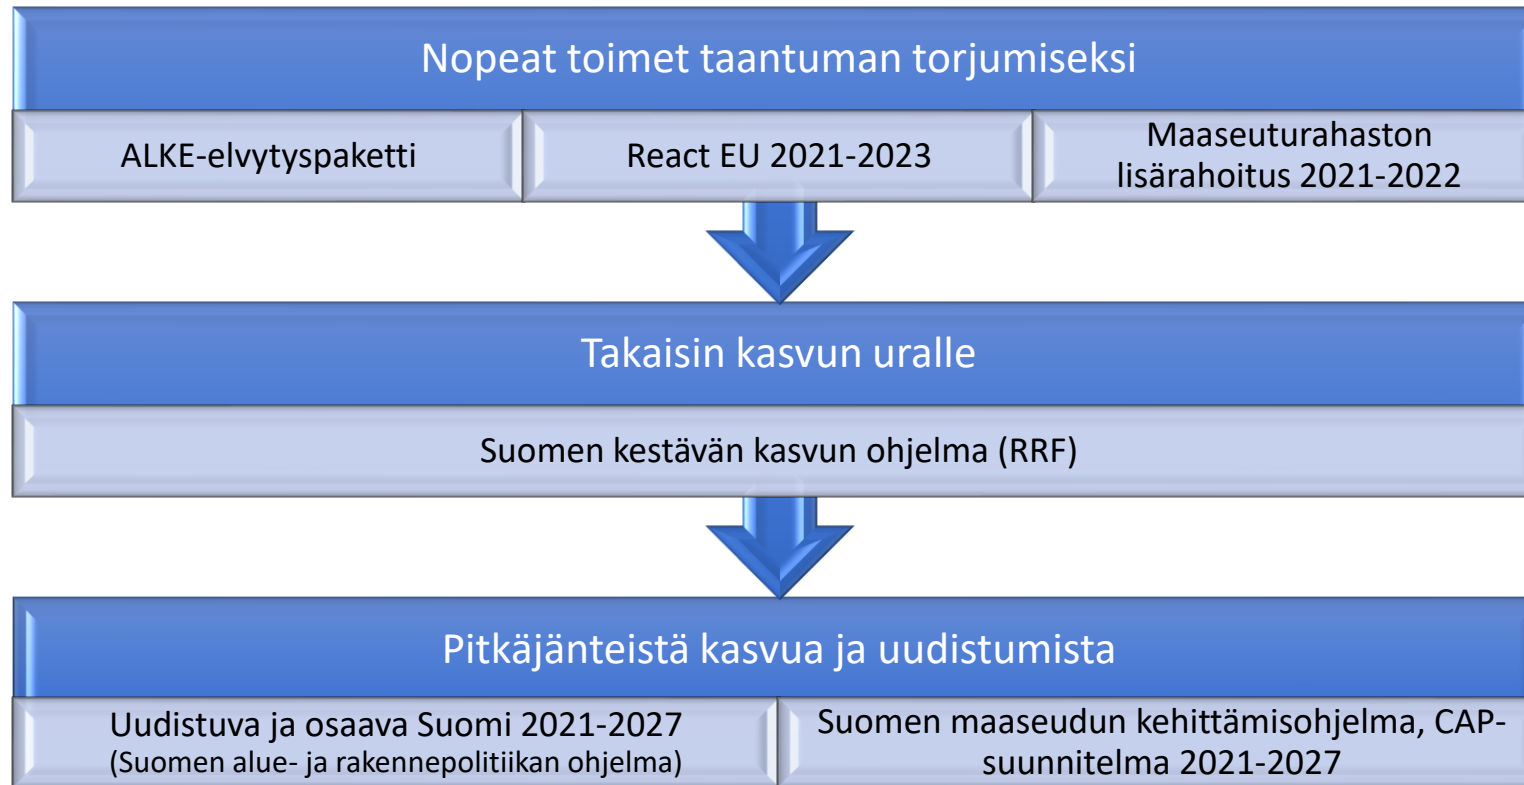 Nopeat toimet taantuman torjumiseksi
ALKE-elvytyspaketti
React EU 2021-2023
Maaseuturahaston
lisärahoitus 2021-2022
Takaisin kasvun uralle
Suomen kestävän kasvun ohjelma (RRF)
Pitkäjänteistä kasvua ja uudistumista
Uudistuva ja osaava Suomi 2021-2027
(Suomen alue- ja rakennepolitiikan ohjelma)
Suomen maaseudun kehittämisohjelma, CAP-
suunnitelma 2021-2027